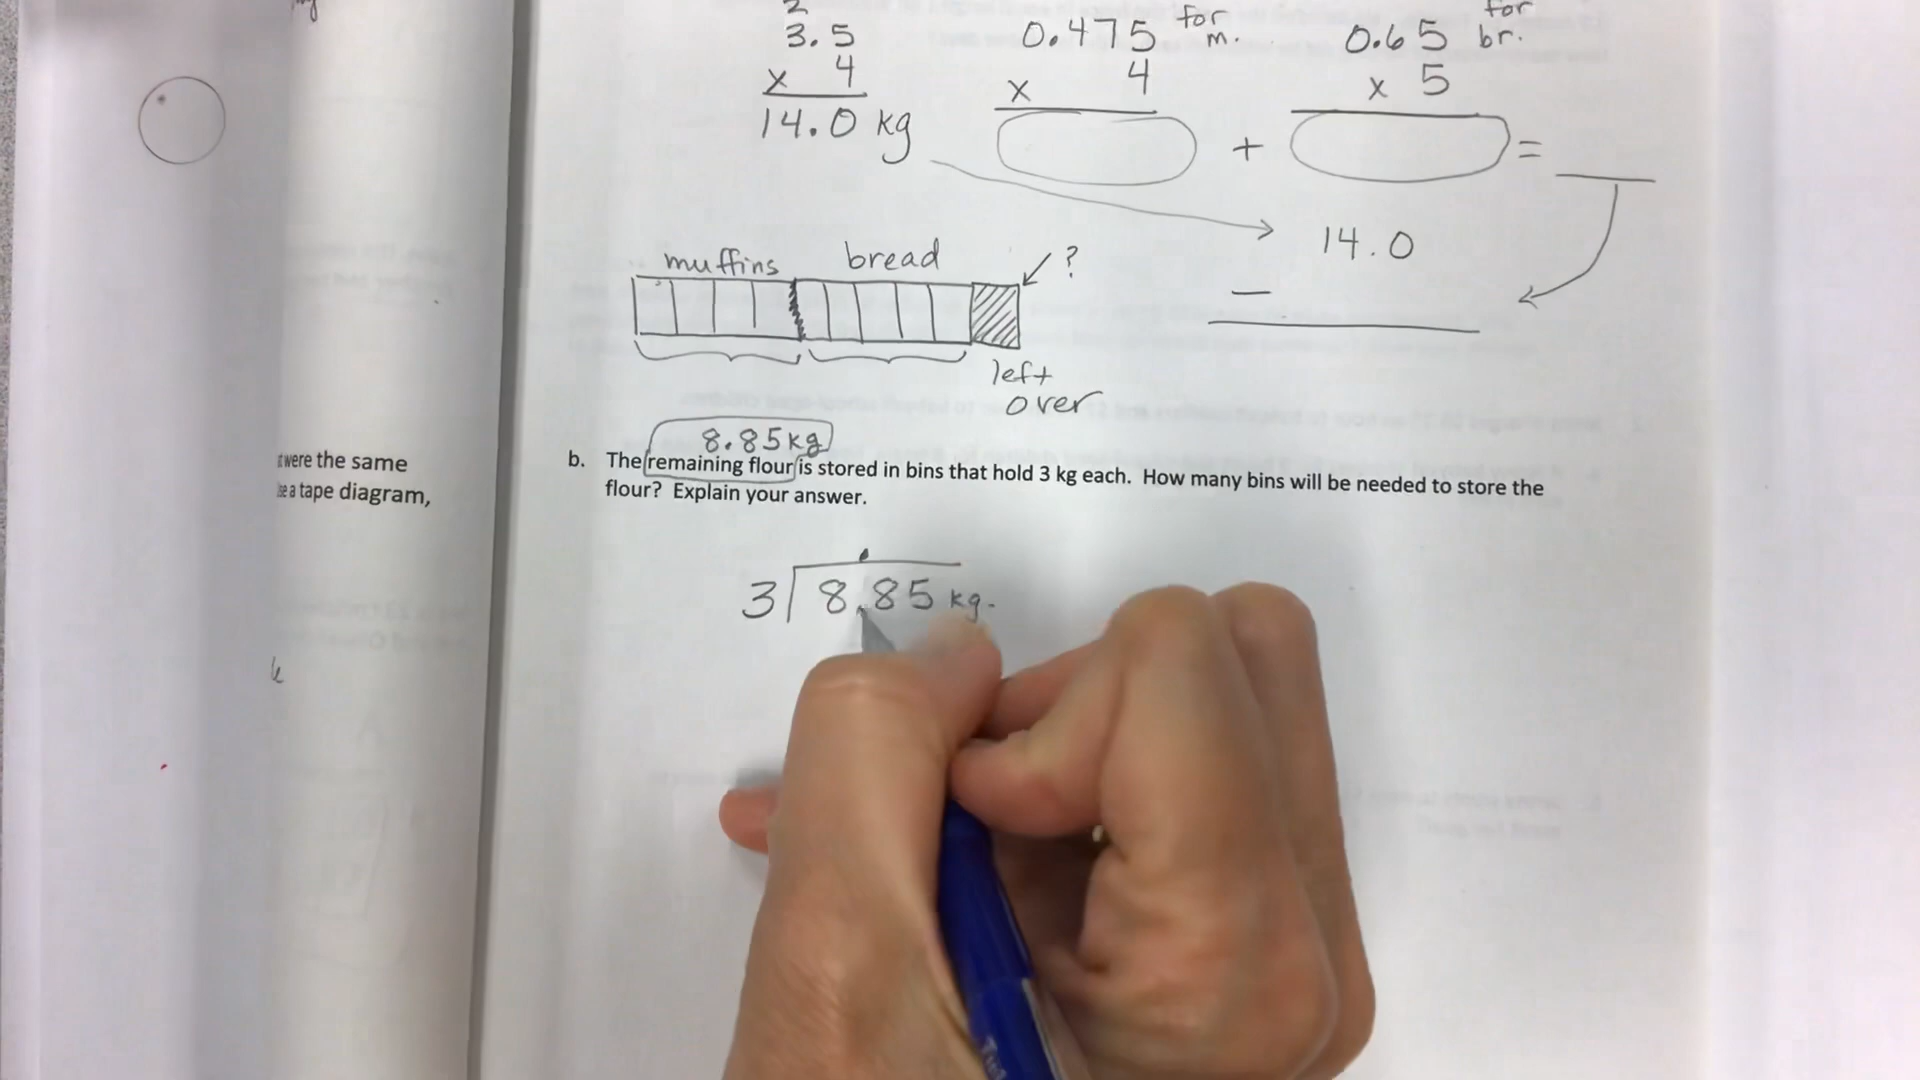 2
3.5
x 4
14.0 kg
0.475 for m.
x 4
0.65 for br.
x 5
+
=
14.0
—
muffins bread ?
left over
8.85kg
were the same
a tape diagram,
b. The remaining flour is stored in bins that hold 3 kg each. How many bins will be needed to store the
flour? Explain your answer.
3 8.85 kg.